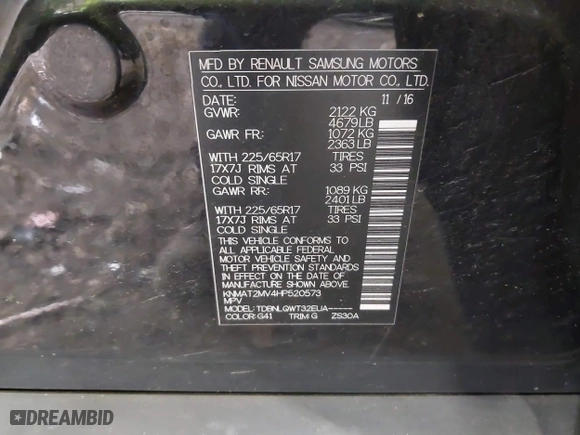 MFD BY RENAULT SAMSUNG MOTORS
CO., LTD. FOR NISSAN MOTOR CO., LTD.
DATE: 11 / 16
GVWR: 2122 KG
4679LB
GAWR FR: 1072 KG
2363 LB
WITH 225/65R17 TIRES
17X7J RIMS AT 33 PSI
COLD SINGLE
GAWR RR: 1089 KG
2401 LB
WITH 225/65R17 TIRES
17X7J RIMS AT 33 PSI
COLD SINGLE
THIS VEHICLE CONFORMS TO
ALL APPLICABLE FEDERAL
MOTOR VEHICLE SAFETY AND
THEFT PREVENTION STANDARDS
IN EFFECT ON THE DATE OF
MANUFACTURE SHOWN ABOVE
KNMAT2MV4HP520573
MPV
MODEL: TDBNLQWT32EUA-----
COLOR: G41 TRIM: G ZS30A
DREAMBID